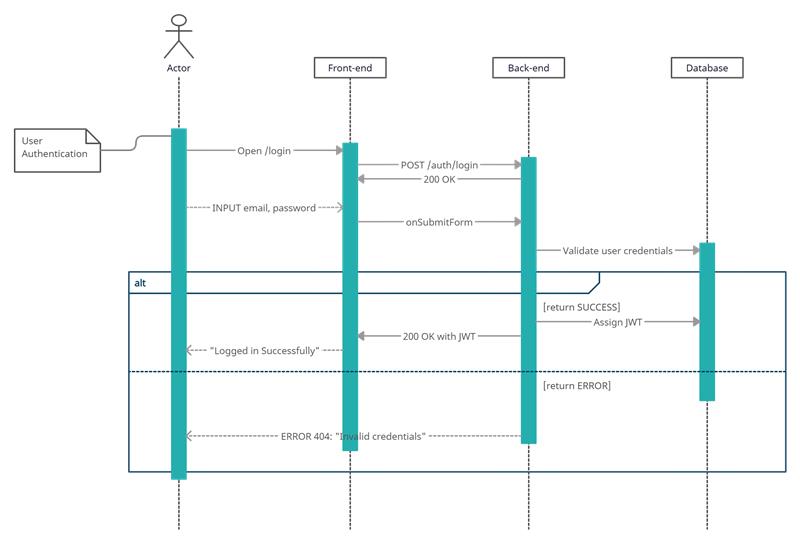 Actor
Front-end
Back-end
Database
User
Authentication
Open /login
POST /auth/login
200 OK
INPUT email, password
onSubmitForm
Validate user credentials
alt
[return SUCCESS]
Assign JWT
200 OK with JWT
"Logged in Successfully"
[return ERROR]
ERROR 404: "Invalid credentials"